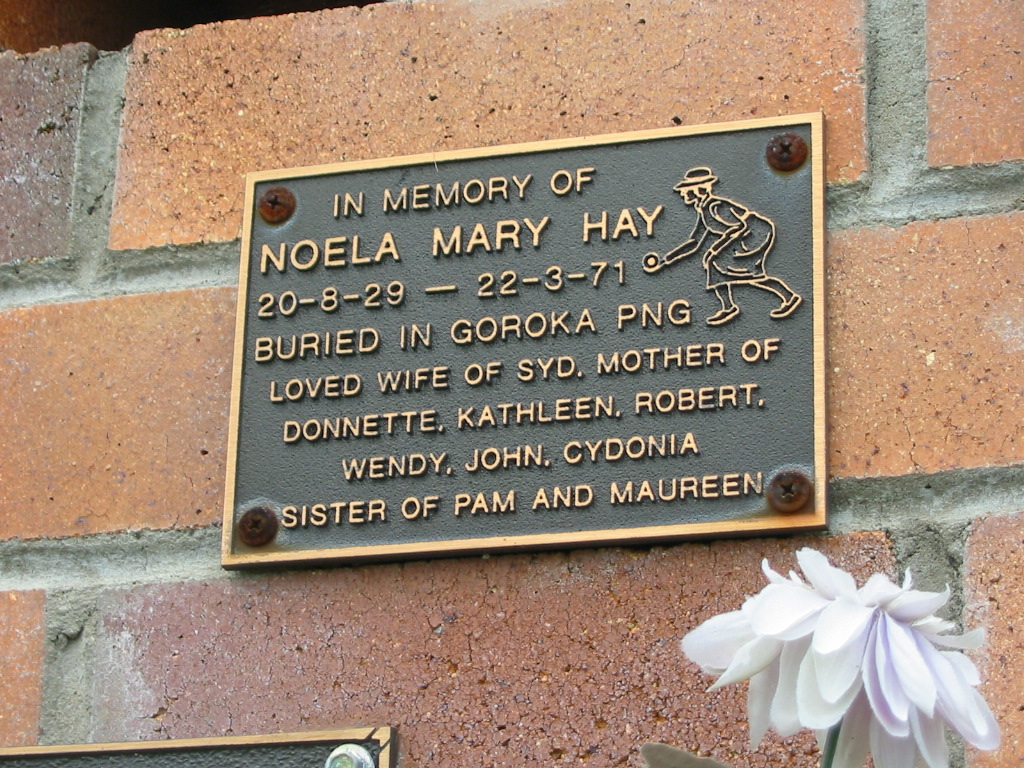 IN MEMORY OF
NOELA MARY HAY
20-8-29 — 22-3-71
BURIED IN GOROKA PNG
LOVED WIFE OF SYD. MOTHER OF
DONNETTE, KATHLEEN, ROBERT,
WENDY, JOHN, CYDONIA
SISTER OF PAM AND MAUREEN